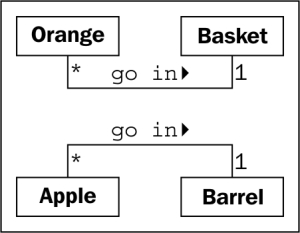 Orange Basket
* go in▶ 1
go in▶
* 1
Apple Barrel